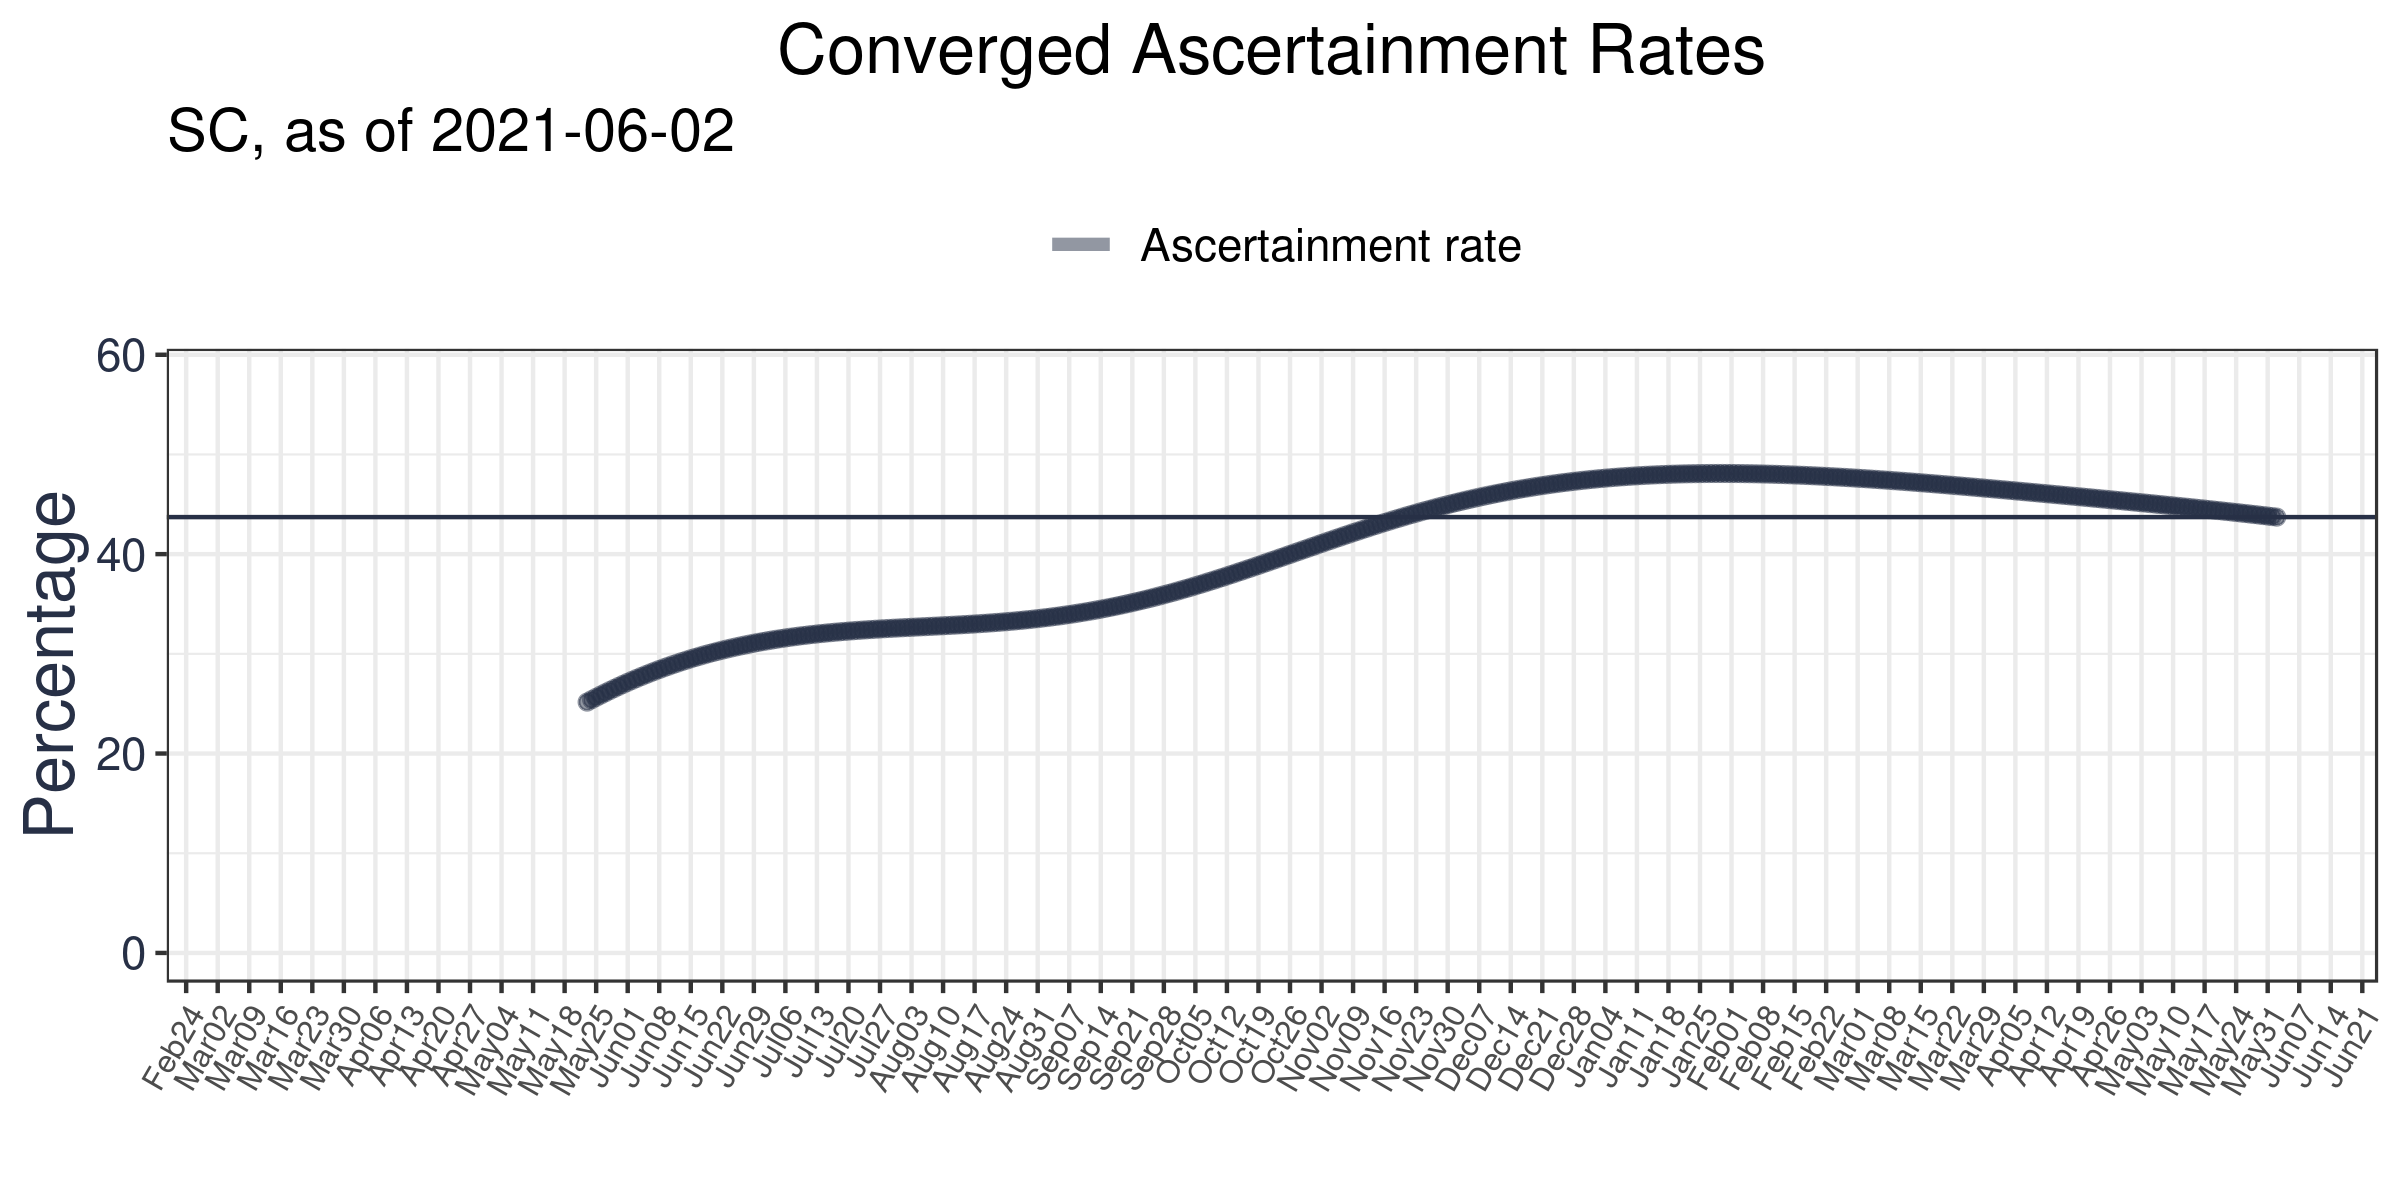 Converged Ascertainment Rates
SC, as of 2021-06-02
Ascertainment rate
Percentage
60
40
20
0
Feb24 Mar02 Mar09 Mar16 Mar23 Mar30 Apr06 Apr13 Apr20 Apr27 May04 May11 May18 May25 Jun01 Jun08 Jun15 Jun22 Jun29 Jul06 Jul13 Jul20 Jul27 Aug03 Aug10 Aug17 Aug24 Aug31 Sep07 Sep14 Sep21 Sep28 Oct05 Oct12 Oct19 Oct26 Nov02 Nov09 Nov16 Nov23 Nov30 Dec07 Dec14 Dec21 Dec28 Jan04 Jan11 Jan18 Jan25 Feb01 Feb08 Feb15 Feb22 Mar01 Mar08 Mar15 Mar22 Mar29 Apr05 Apr12 Apr19 Apr26 May03 May10 May17 May24 May31 Jun07 Jun14 Jun21